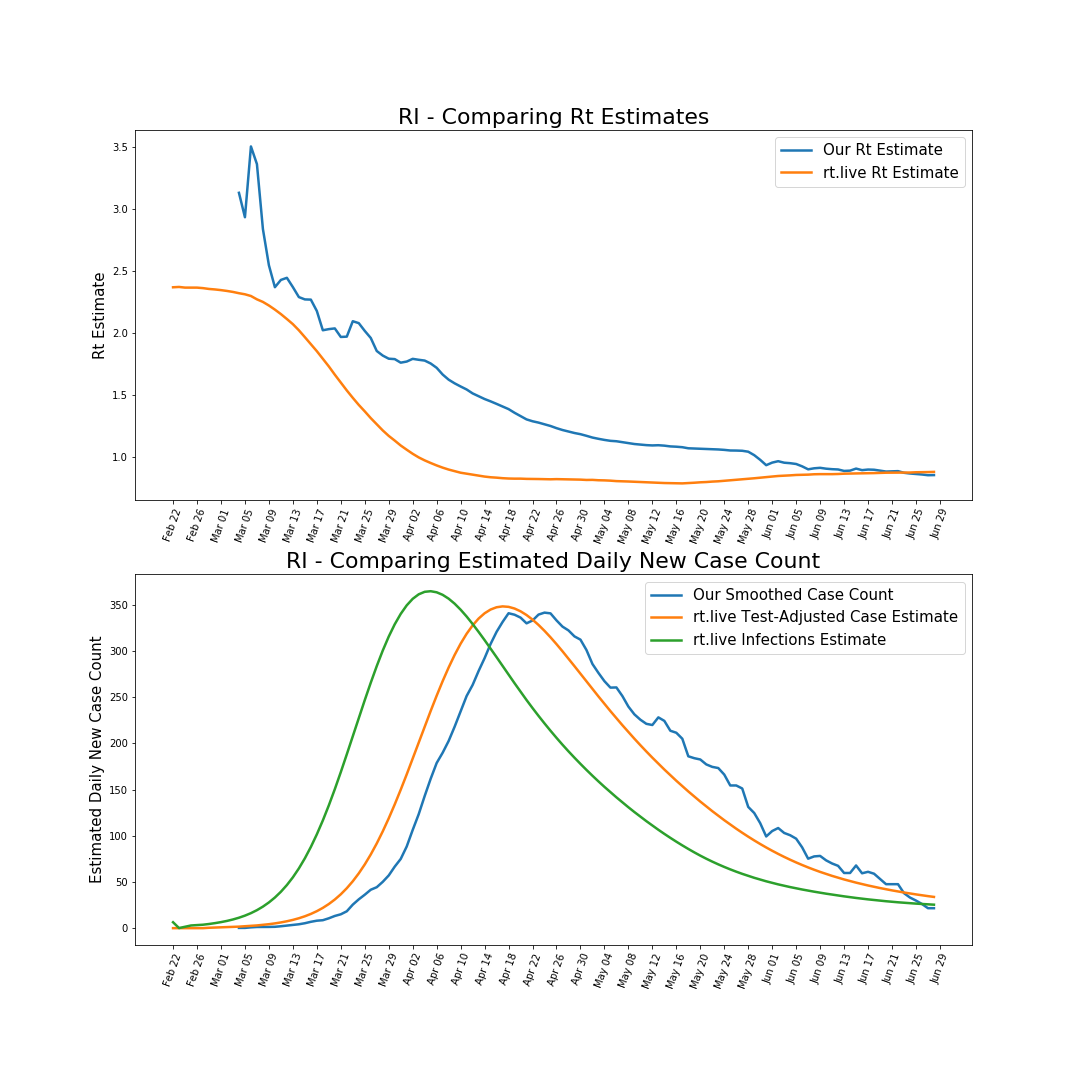 RI - Comparing Rt Estimates
Our Rt Estimate
rt.live Rt Estimate
Rt Estimate
3.5
3.0
2.5
2.0
1.5
1.0
Feb 22 Feb 26 Mar 01 Mar 05 Mar 09 Mar 13 Mar 17 Mar 21 Mar 25 Mar 29 Apr 02 Apr 06 Apr 10 Apr 14 Apr 18 Apr 22 Apr 26 Apr 30 May 04 May 08 May 12 May 16 May 20 May 24 May 28 Jun 01 Jun 05 Jun 09 Jun 13 Jun 17 Jun 21 Jun 25 Jun 29
RI - Comparing Estimated Daily New Case Count
Our Smoothed Case Count
rt.live Test-Adjusted Case Estimate
rt.live Infections Estimate
Estimated Daily New Case Count
350
300
250
200
150
100
50
0
Feb 22 Feb 26 Mar 01 Mar 05 Mar 09 Mar 13 Mar 17 Mar 21 Mar 25 Mar 29 Apr 02 Apr 06 Apr 10 Apr 14 Apr 18 Apr 22 Apr 26 Apr 30 May 04 May 08 May 12 May 16 May 20 May 24 May 28 Jun 01 Jun 05 Jun 09 Jun 13 Jun 17 Jun 21 Jun 25 Jun 29